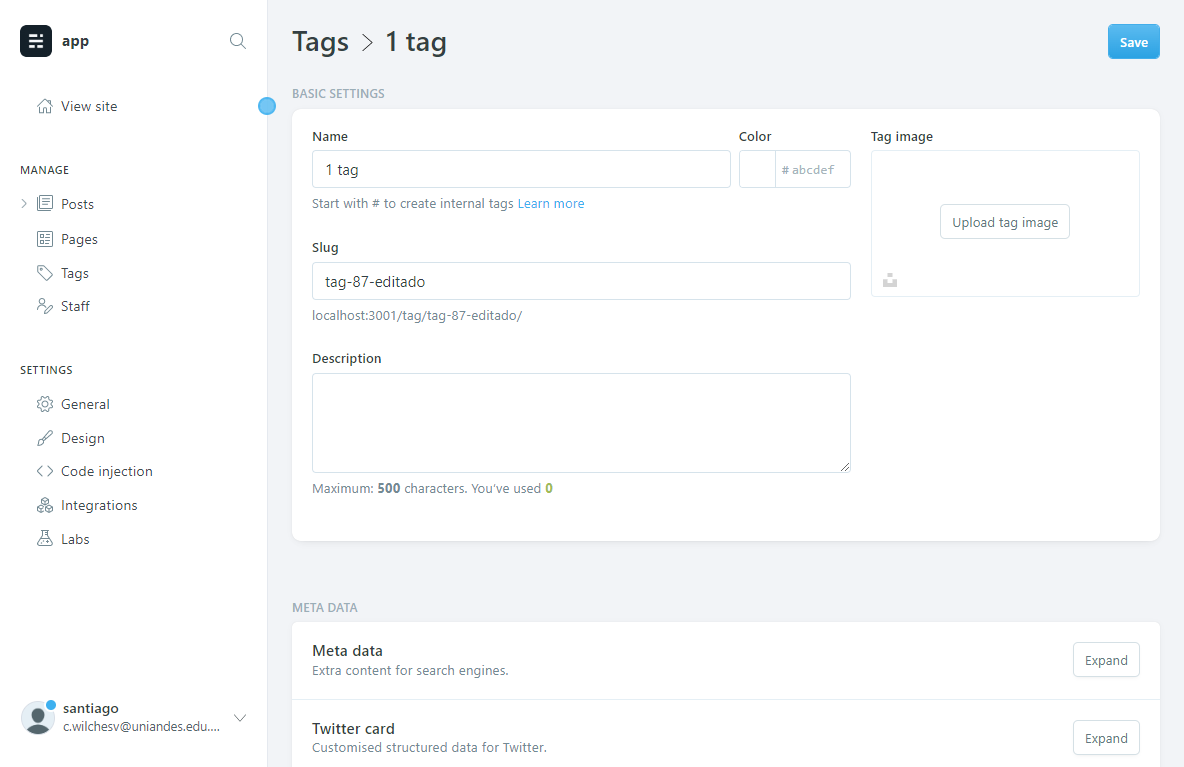 app
View site
MANAGE
Posts
Pages
Tags
Staff
SETTINGS
General
Design
Code injection
Integrations
Labs
santiago
c.wilchesv@uniandes.edu....
Tags > 1 tag
Save
BASIC SETTINGS
Name
1 tag
Start with # to create internal tags Learn more
Color
# abcdef
Tag image
Upload tag image
Slug
tag-87-editado
localhost:3001/tag/tag-87-editado/
Description
Maximum: 500 characters. You’ve used 0
META DATA
Meta data
Extra content for search engines.
Expand
Twitter card
Customised structured data for Twitter.
Expand